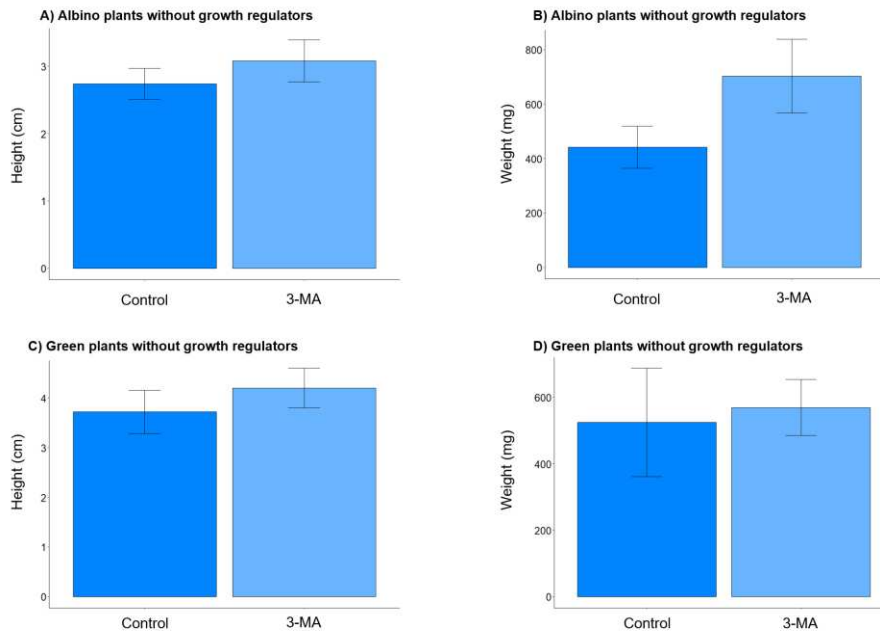 A) Albino plants without growth regulators
Height (cm)
3
2
1
0
Control
3-MA
B) Albino plants without growth regulators
Weight (mg)
800
600
400
200
0
Control
3-MA
C) Green plants without growth regulators
Height (cm)
4
3
2
1
0
Control
3-MA
D) Green plants without growth regulators
Weight (mg)
600
400
200
0
Control
3-MA